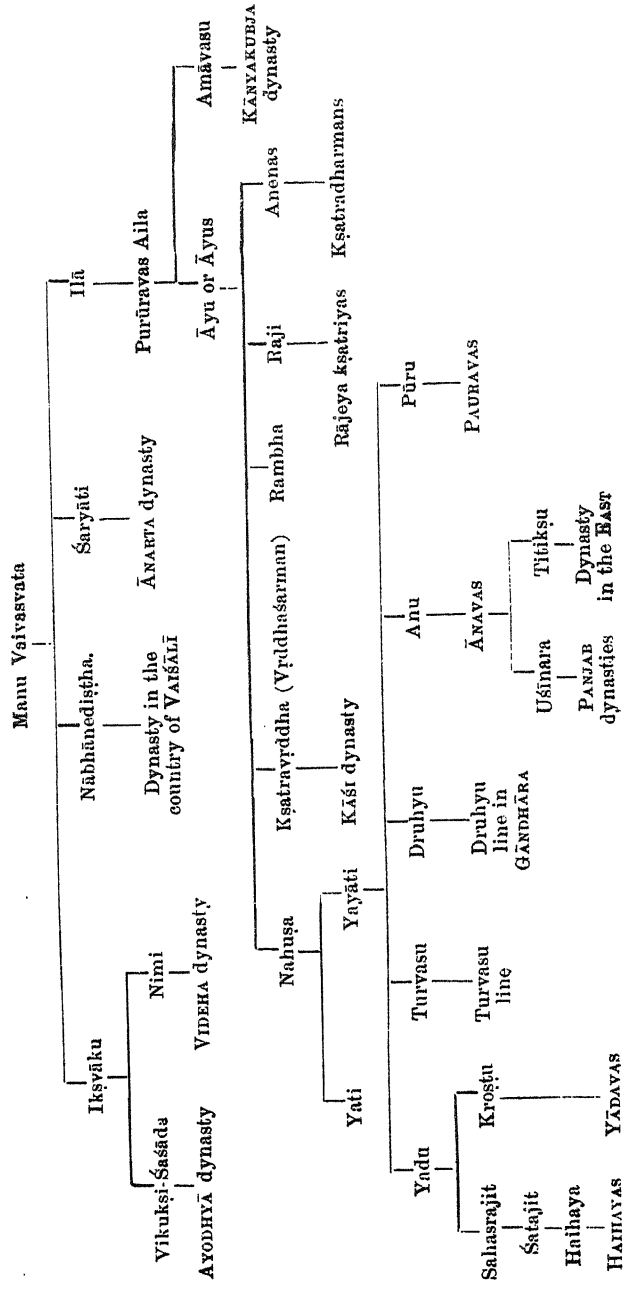 Manu Vaivasvata
Ikṣvāku
Nābhānediṣṭha.
Śaryāti
Ilā
Vikukṣi-Śaśāda
Nimi
Dynasty in the
country of VAIŚĀLĪ
ĀNARTA dynasty
Purūravas Aila
AYODHYĀ dynasty
VIDEHA dynasty
Āyu or Āyus
Amāvasu
KĀNYAKUBJA
dynasty
Nahuṣa
Kṣatravṛddha (Vṛddhaśarman)
Rambha
Raji
Anenas
Yati
Yayāti
KĀŚI dynasty
Rājeya kṣatriyas
Kṣatradharmans
Yadu
Turvasu
Druhyu
Anu
Pūru
Sahasrajit
Kroṣṭu
Turvasu
line
Druhyu
line in
GĀNDHĀRA
ĀNAVAS
PAURAVAS
Śatajit
Haihaya
Uśīnara
Titikṣu
HAIHAYAS
YĀDAVAS
PANJAB
dynasties
Dynasty
in the EAST